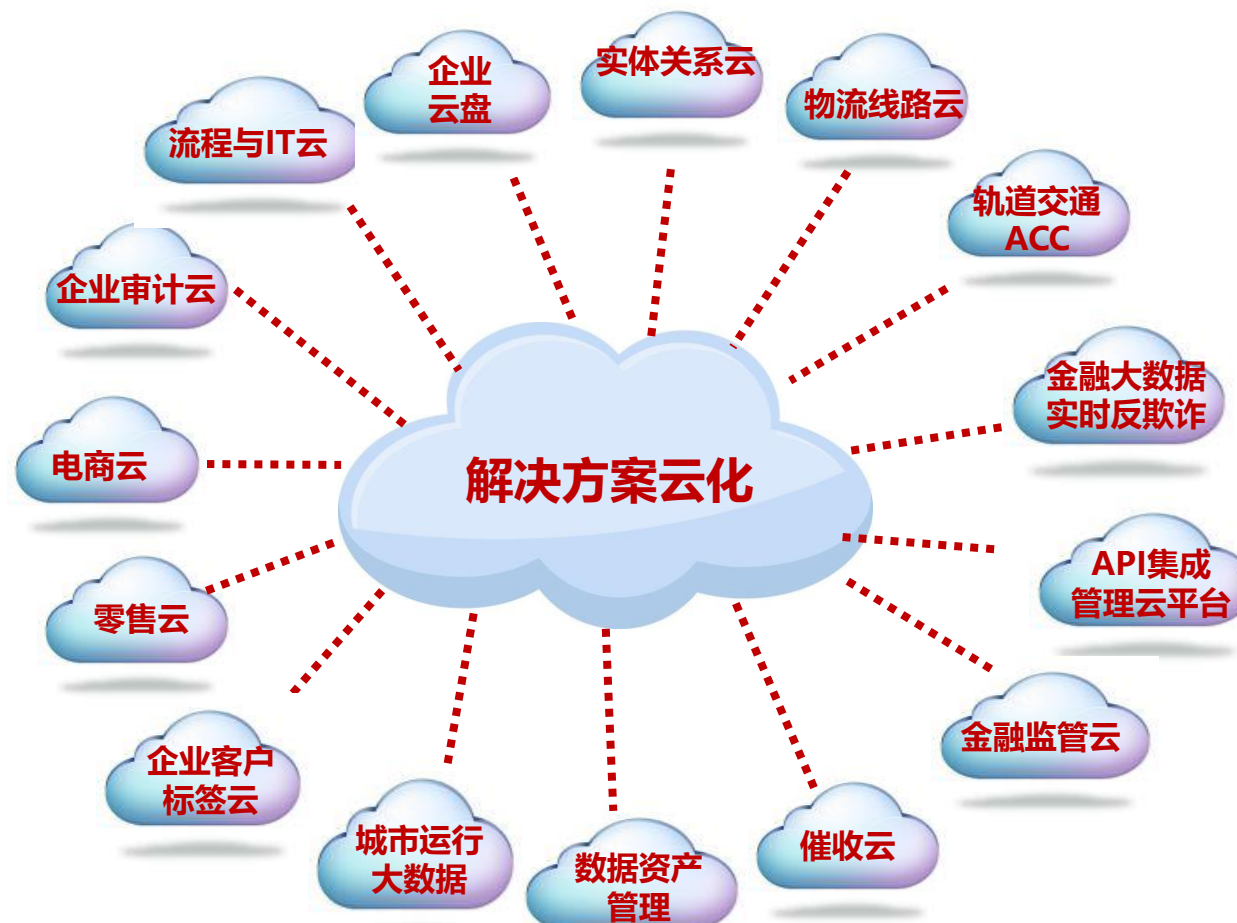 企业
云盘
实体关系云
物流线路云
流程与IT云
轨道交通
ACC
企业审计云
金融大数据
实时反欺诈
电商云
解决方案云化
API集成
管理云平台
零售云
金融监管云
企业客户
标签云
城市运行
大数据
数据资产
管理
催收云